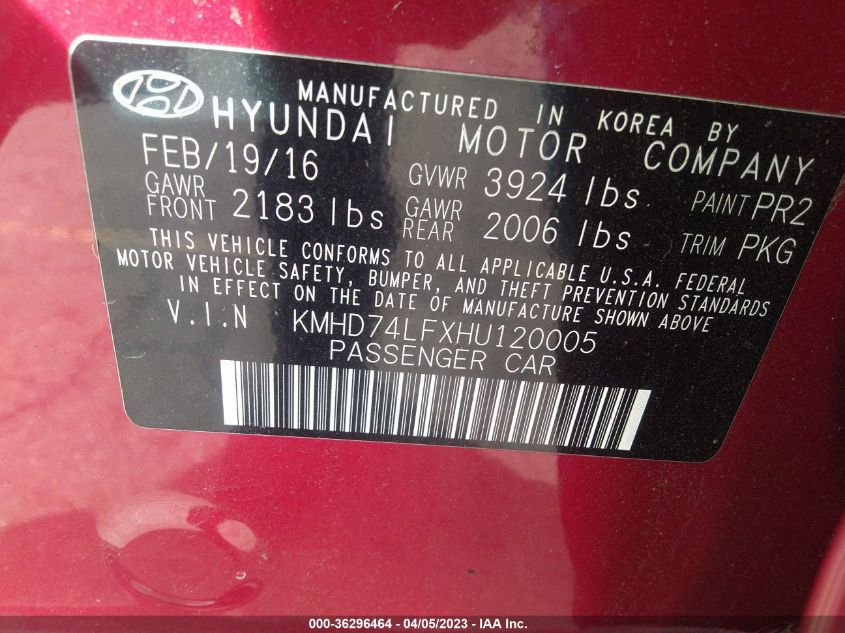 MANUFACTURED IN KOREA BY
HYUNDAI MOTOR COMPANY
FEB/19/16 GVWR 3924 lbs PAINT PR2
GAWR FRONT 2183 lbs GAWR REAR 2006 lbs TRIM PKG
THIS VEHICLE CONFORMS TO ALL APPLICABLE U.S.A. FEDERAL
MOTOR VEHICLE SAFETY, BUMPER, AND THEFT PREVENTION STANDARDS
IN EFFECT ON THE DATE OF MANUFACTURE SHOWN ABOVE
V.I.N KMHD74LFXHU120005
PASSENGER CAR
000-36296464 - 04/05/2023 - IAA Inc.